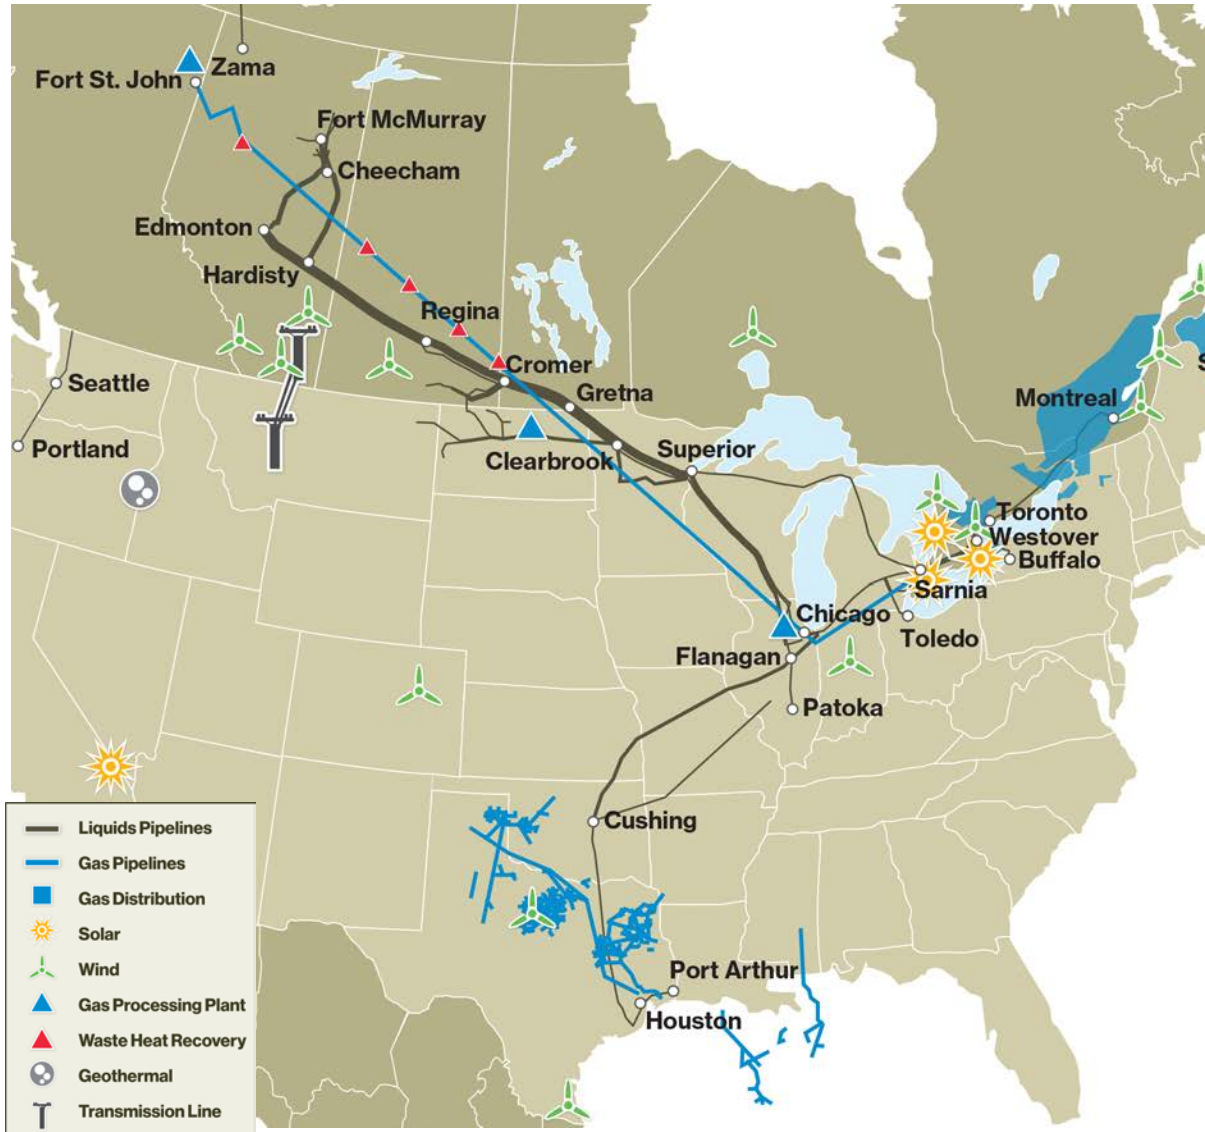 Zama
Fort St. John
Fort McMurray
Cheecham
Edmonton
Hardisty
Regina
Cromer
Seattle
Gretna
Montreal
Portland
Superior
Clearbrook
Toronto
Westover
Buffalo
Sarnia
Chicago
Toledo
Flanagan
Patoka
Cushing
Port Arthur
Houston
S
Liquids Pipelines
Gas Pipelines
Gas Distribution
Solar
Wind
Gas Processing Plant
Waste Heat Recovery
Geothermal
Transmission Line